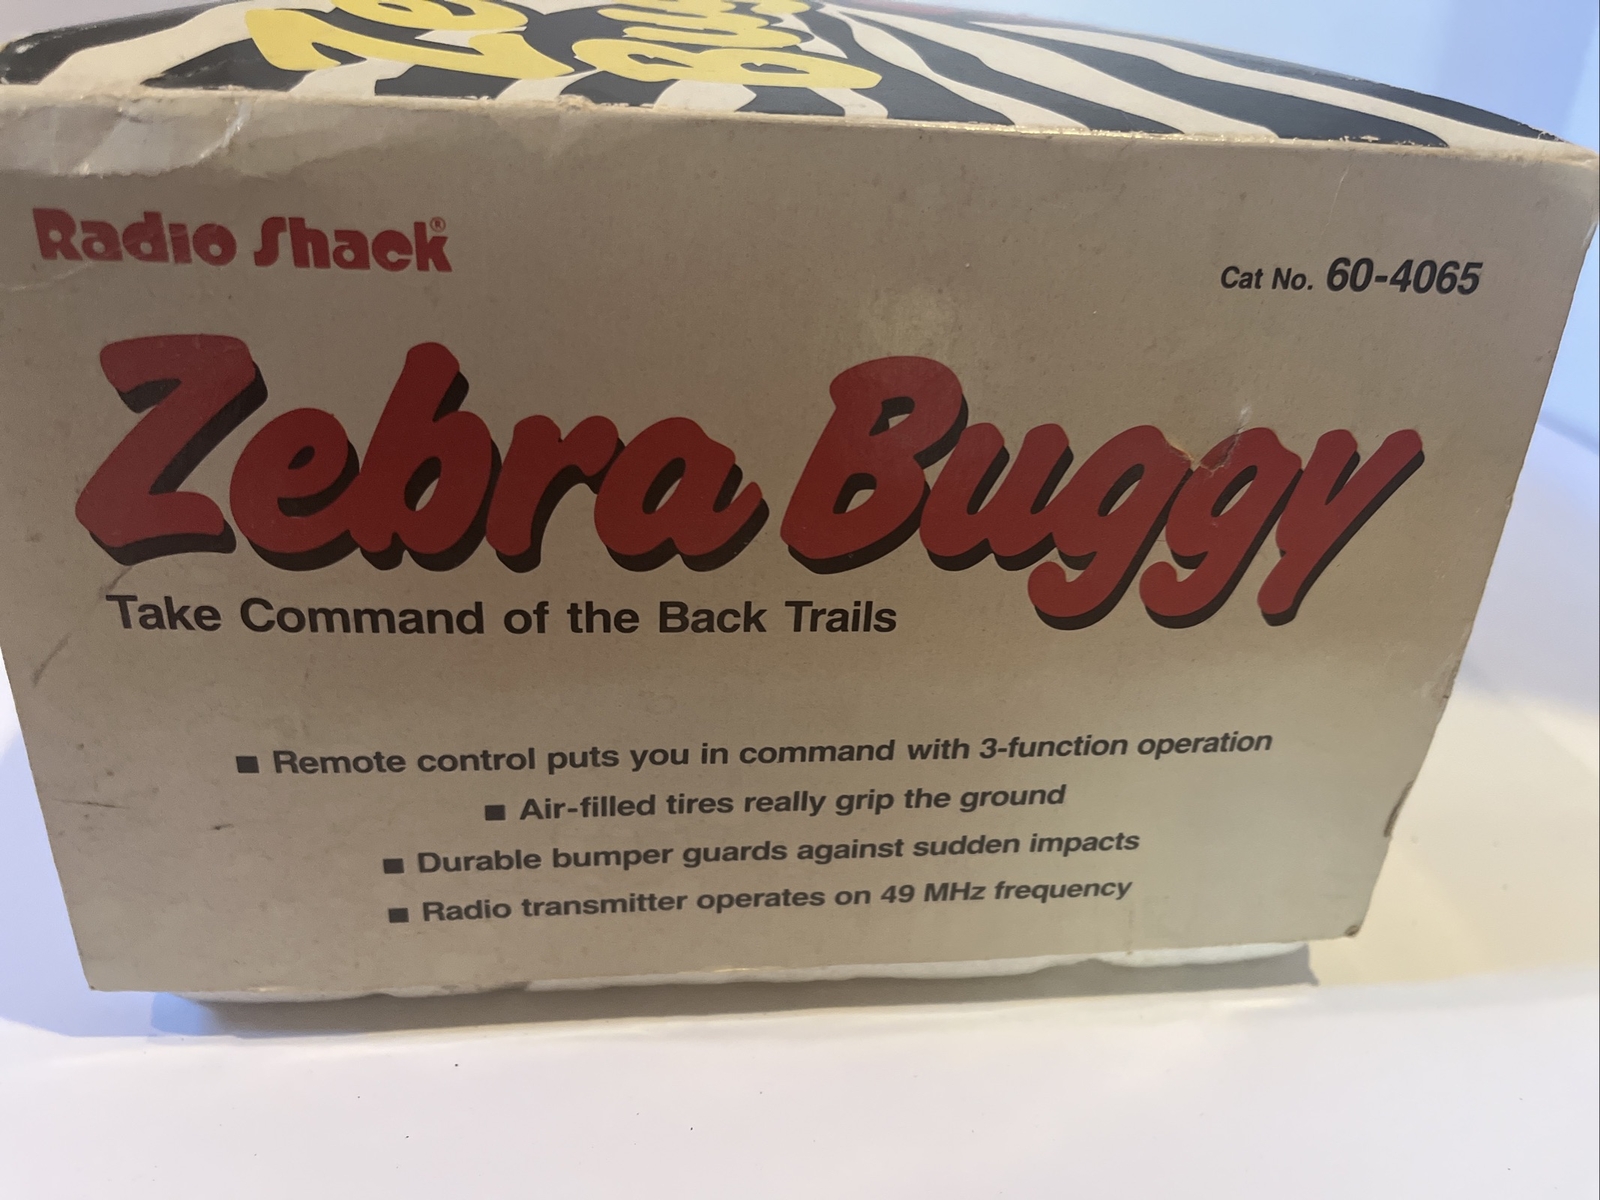 Radio Shack®
Cat No. 60-4065
Zebra Buggy
Take Command of the Back Trails
■ Remote control puts you in command with 3-function operation
■ Air-filled tires really grip the ground
■ Durable bumper guards against sudden impacts
■ Radio transmitter operates on 49 MHz frequency